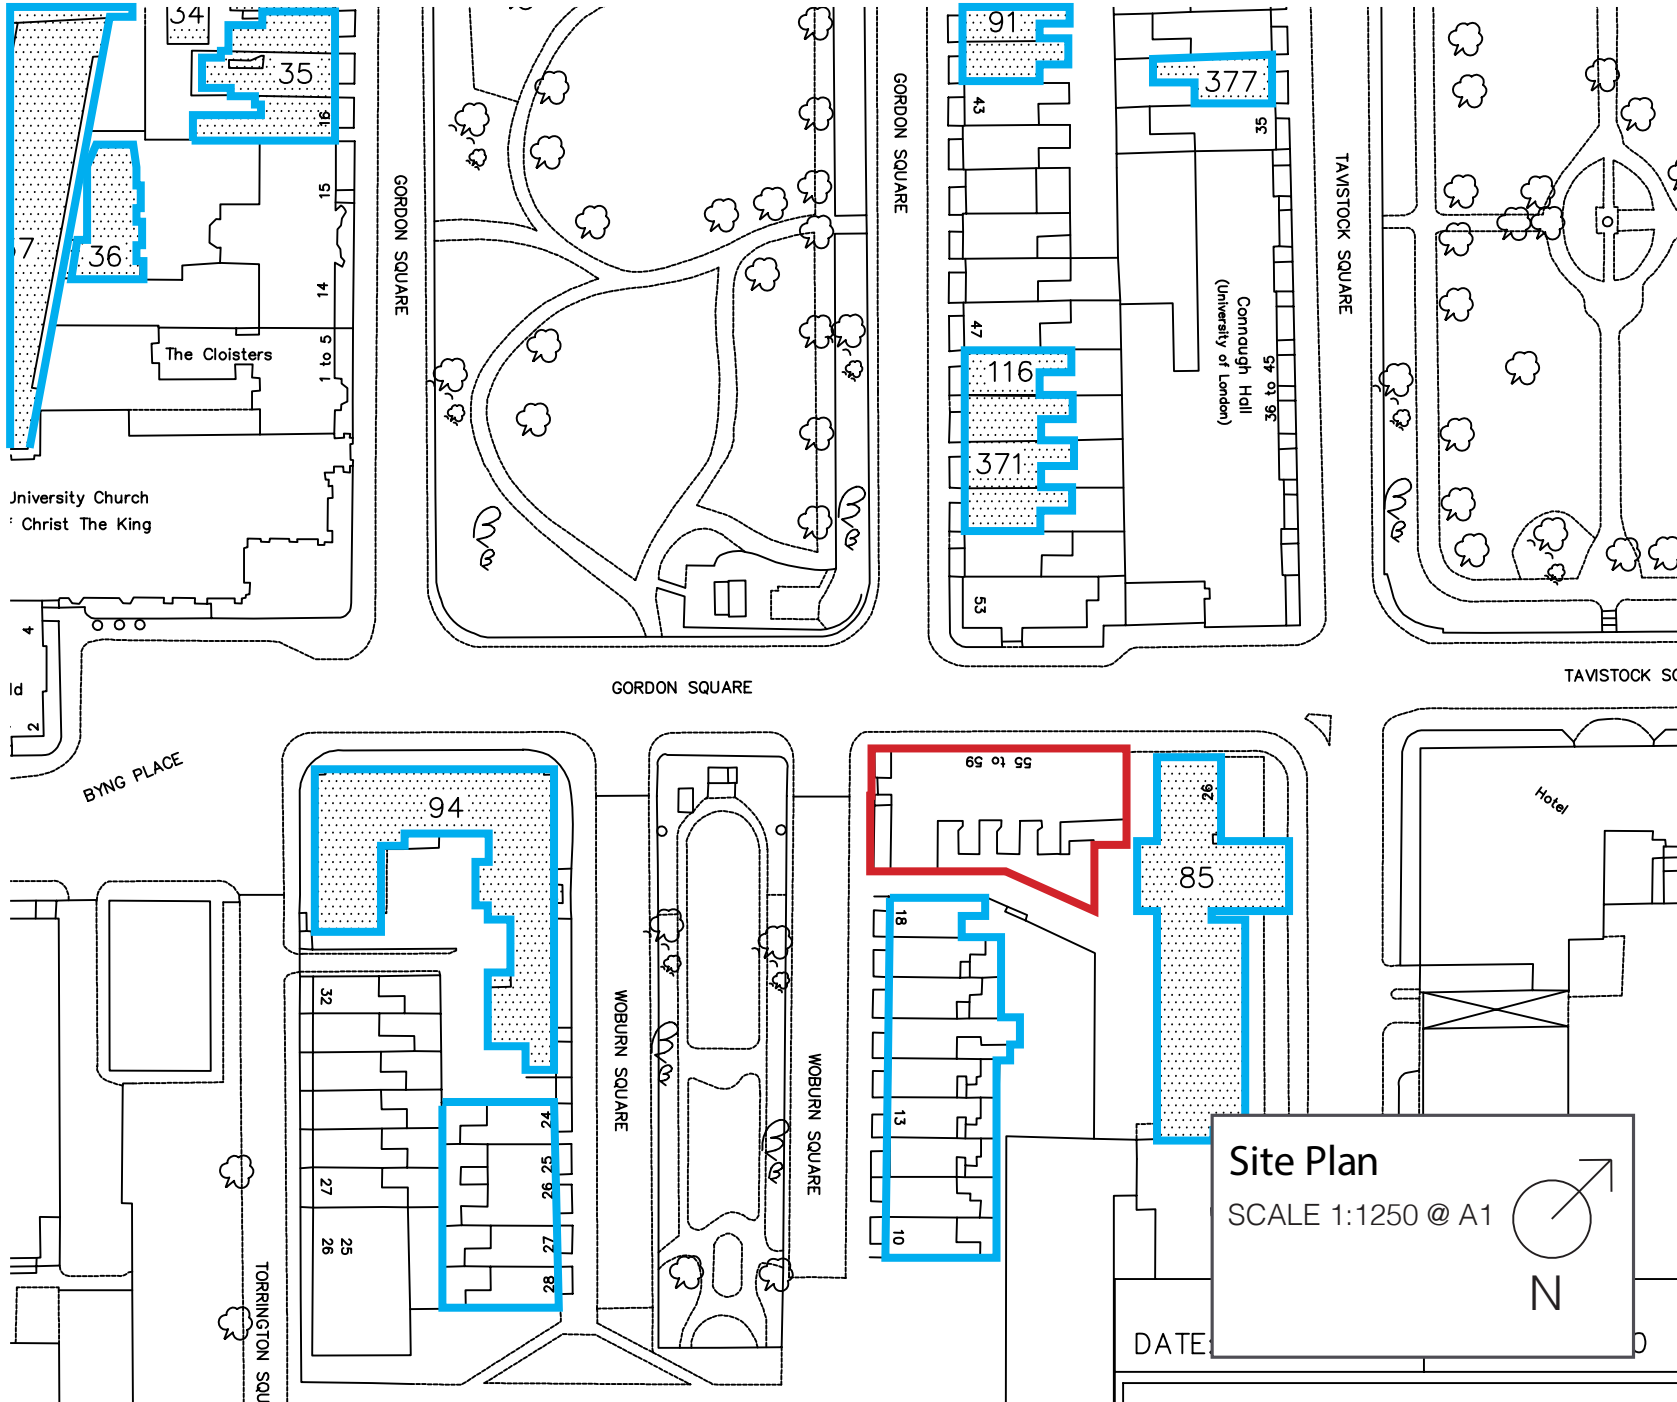 34
35
16
91
377
43
35
GORDON SQUARE
GORDON SQUARE
TAVISTOCK SQUARE
15
36
14
47
The Cloisters
1 to 5
116
371
Connaugh Hall
(University of London)
36 to 45
University Church
Christ The King
53
4
ld
2
GORDON SQUARE
TAVISTOCK SQ
BYNG PLACE
55 to 59
94
26
85
Hotel
18
32
WOBURN SQUARE
WOBURN SQUARE
24
13
25
26
27
27
25
26
10
28
TORRINGTON SQU
Site Plan
SCALE 1:1250 @ A1
N
DATE